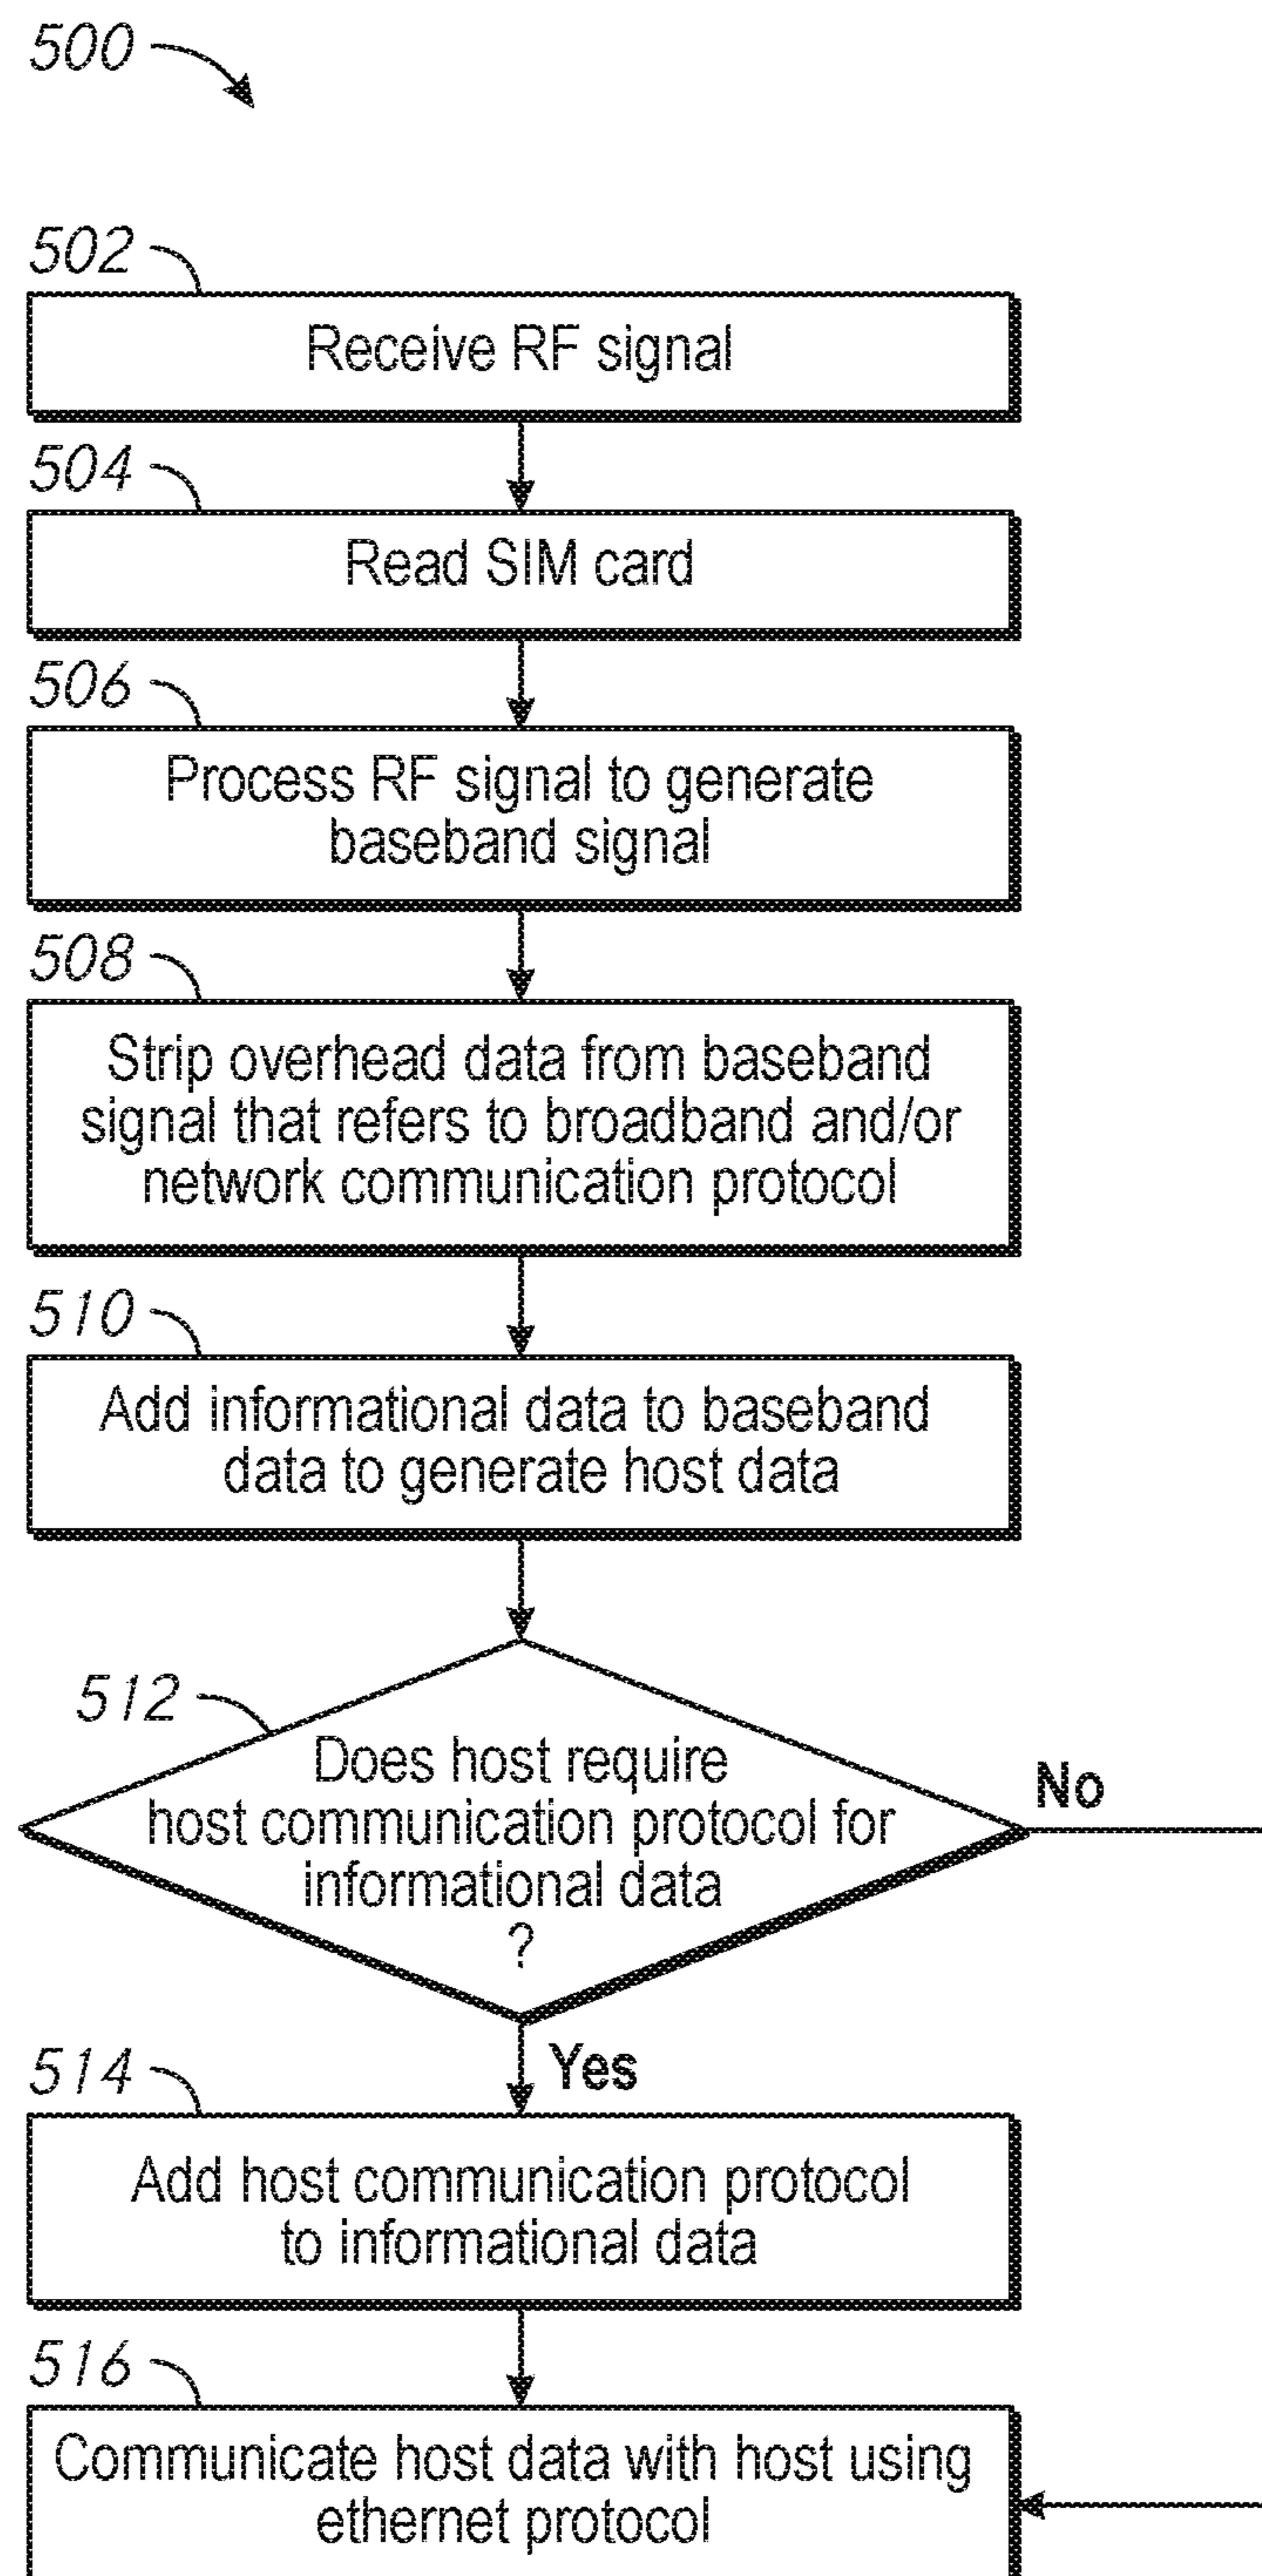 500
502
Receive RF signal
504
Read SIM card
506
Process RF signal to generate
baseband signal
508
Strip overhead data from baseband
signal that refers to broadband and/or
network communication protocol
510
Add informational data to baseband
data to generate host data
512
Does host require
host communication protocol for
informational data
?
No
Yes
514
Add host communication protocol
to informational data
516
Communicate host data with host using
ethernet protocol